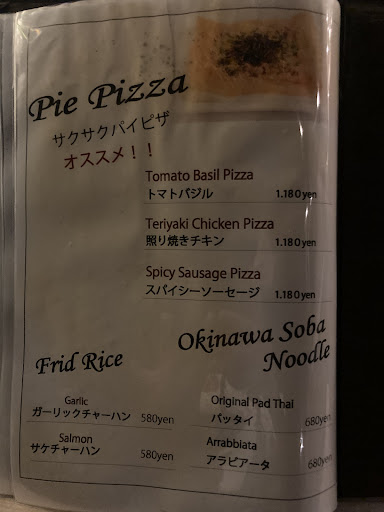 Pie Pizza
サクサクパイピザ
オススメ！！
Tomato Basil Pizza
トマトバジル 1.180yen
Teriyaki Chicken Pizza
照り焼きチキン 1.180yen
Spicy Sausage Pizza
スパイシーソーセージ 1.180yen
Frid Rice
Garlic
ガーリックチャーハン 580yen
Salmon
サケチャーハン 580yen
Okinawa Soba
Noodle
Original Pad Thai
パッタイ 680yen
Arrabbiata
アラビアータ 680yen